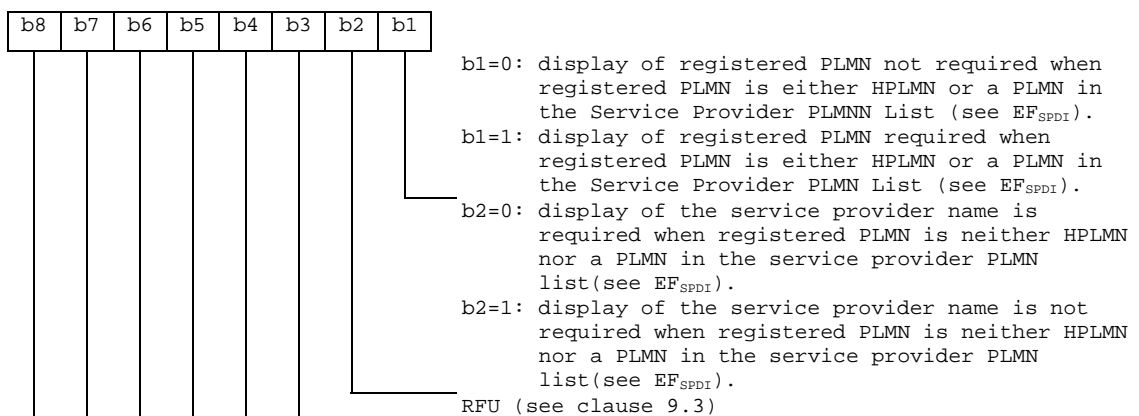 b8 b7 b6 b5 b4 b3 b2 b1
b1=0: display of registered PLMN not required when
registered PLMN is either HPLMN or a PLMN in
the Service Provider PLMNN List (see EFSPDI).
b1=1: display of registered PLMN required when
registered PLMN is either HPLMN or a PLMN in
the Service Provider PLMN List (see EFSPDI).
b2=0: display of the service provider name is
required when registered PLMN is neither HPLMN
nor a PLMN in the service provider PLMN
list(see EFSPDI).
b2=1: display of the service provider name is not
required when registered PLMN is neither HPLMN
nor a PLMN in the service provider PLMN
list(see EFSPDI).
RFU (see clause 9.3)